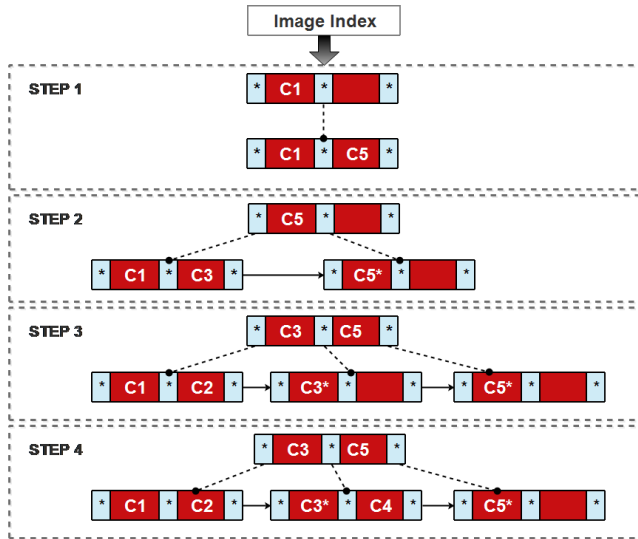 Image Index
STEP 1
* C1 * *
* C1 * C5 *
STEP 2
* C5 * *
* C1 * C3 * * C5* * *
STEP 3
* C3 * C5 *
* C1 * C2 * * C3* * * * C5* * *
STEP 4
* C3 * C5 *
* C1 * C2 * * C3* * C4 * * C5* * *